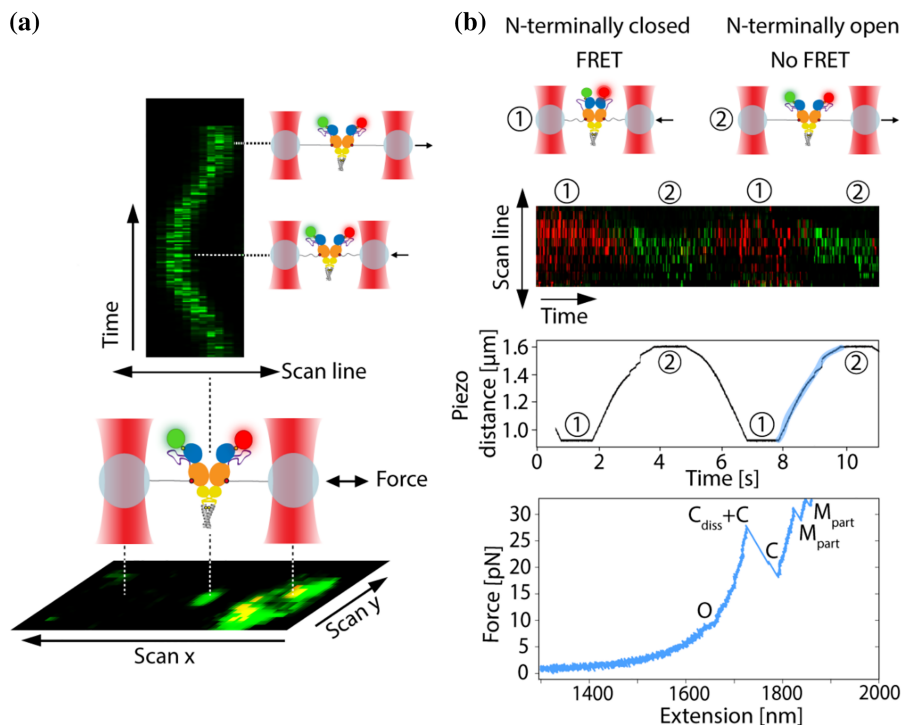 (a)
Time
Scan line
Force
Scan x
Scan y
(b)
N-terminally closed
FRET
N-terminally open
No FRET
1
2
1
2
1
2
Scan line
Time
Piezo
distance [µm]
1.6
1.4
1.2
1.0
1
2
1
2
0
2
4
6
8
10
Time [s]
Force [pN]
30
25
20
15
10
5
0
O
Cdiss+C
C
Mpart
Mpart
1400
1600
1800
2000
Extension [nm]